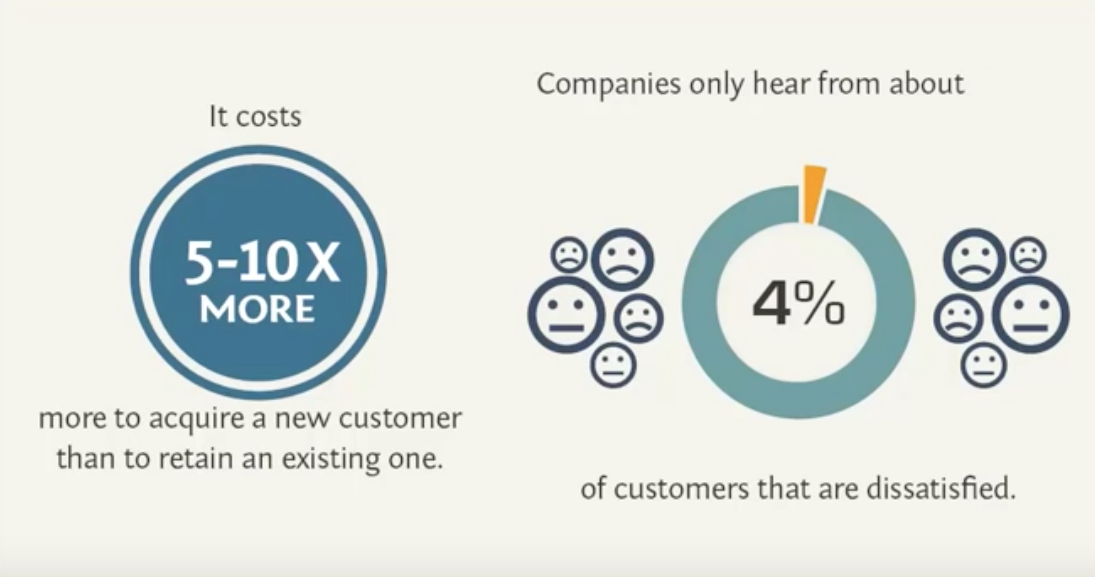 It costs
5-10 X
MORE
more to acquire a new customer
than to retain an existing one.
Companies only hear from about
4%
of customers that are dissatisfied.